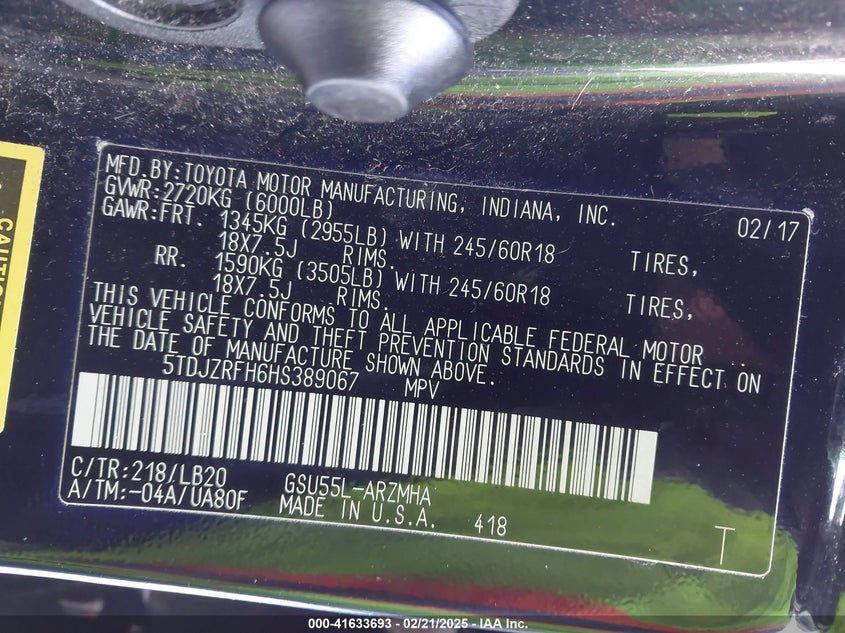 CAUTION
MFD.BY:TOYOTA MOTOR MANUFACTURING, INDIANA, INC. 02/17
GVWR:2720KG (6000LB)
GAWR:FRT. 1345KG (2955LB) WITH 245/60R18 TIRES,
18X7.5J RIMS.
RR. 1590KG (3505LB) WITH 245/60R18 TIRES,
18X7.5J RIMS.
THIS VEHICLE CONFORMS TO ALL APPLICABLE FEDERAL MOTOR
VEHICLE SAFETY AND THEFT PREVENTION STANDARDS IN EFFECT ON
THE DATE OF MANUFACTURE SHOWN ABOVE.
5TDJZRFH6HS389067 MPV
C/TR:218/LB20 GSU55L-ARZMHA
A/TM:-04A/UA80F MADE IN U.S.A. 418 T
000-41633693 - 02/21/2025 - IAA Inc.